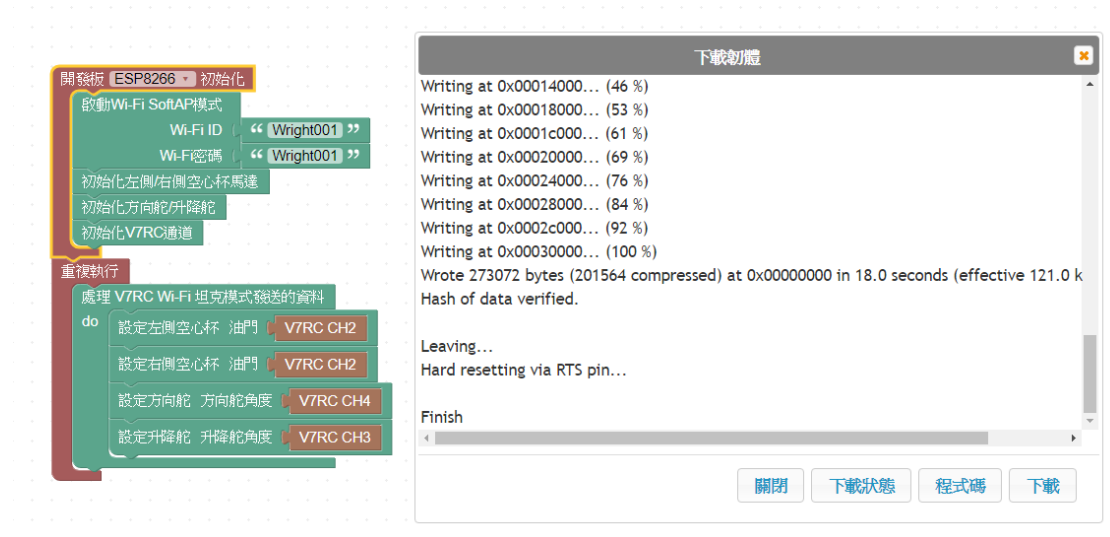 開發板 ESP8266 初始化
啟動Wi-Fi SoftAP模式
Wi-Fi ID “ Wright001 ”
Wi-Fi密碼 “ Wright001 ”
初始化左側/右側空心杯馬達
初始化方向舵/升降舵
初始化V7RC通道
重複執行
處理 V7RC Wi-Fi 坦克模式發送的資料
do
設定左側空心杯 油門 V7RC CH2
設定右側空心杯 油門 V7RC CH2
設定方向舵 方向舵角度 V7RC CH4
設定升降舵 升降舵角度 V7RC CH3
下載韌體
Writing at 0x00014000... (46 %)
Writing at 0x00018000... (53 %)
Writing at 0x0001c000... (61 %)
Writing at 0x00020000... (69 %)
Writing at 0x00024000... (76 %)
Writing at 0x00028000... (84 %)
Writing at 0x0002c000... (92 %)
Writing at 0x00030000... (100 %)
Wrote 273072 bytes (201564 compressed) at 0x00000000 in 18.0 seconds (effective 121.0 k
Hash of data verified.
Leaving...
Hard resetting via RTS pin...
Finish
關閉 下載狀態 程式碼 下載